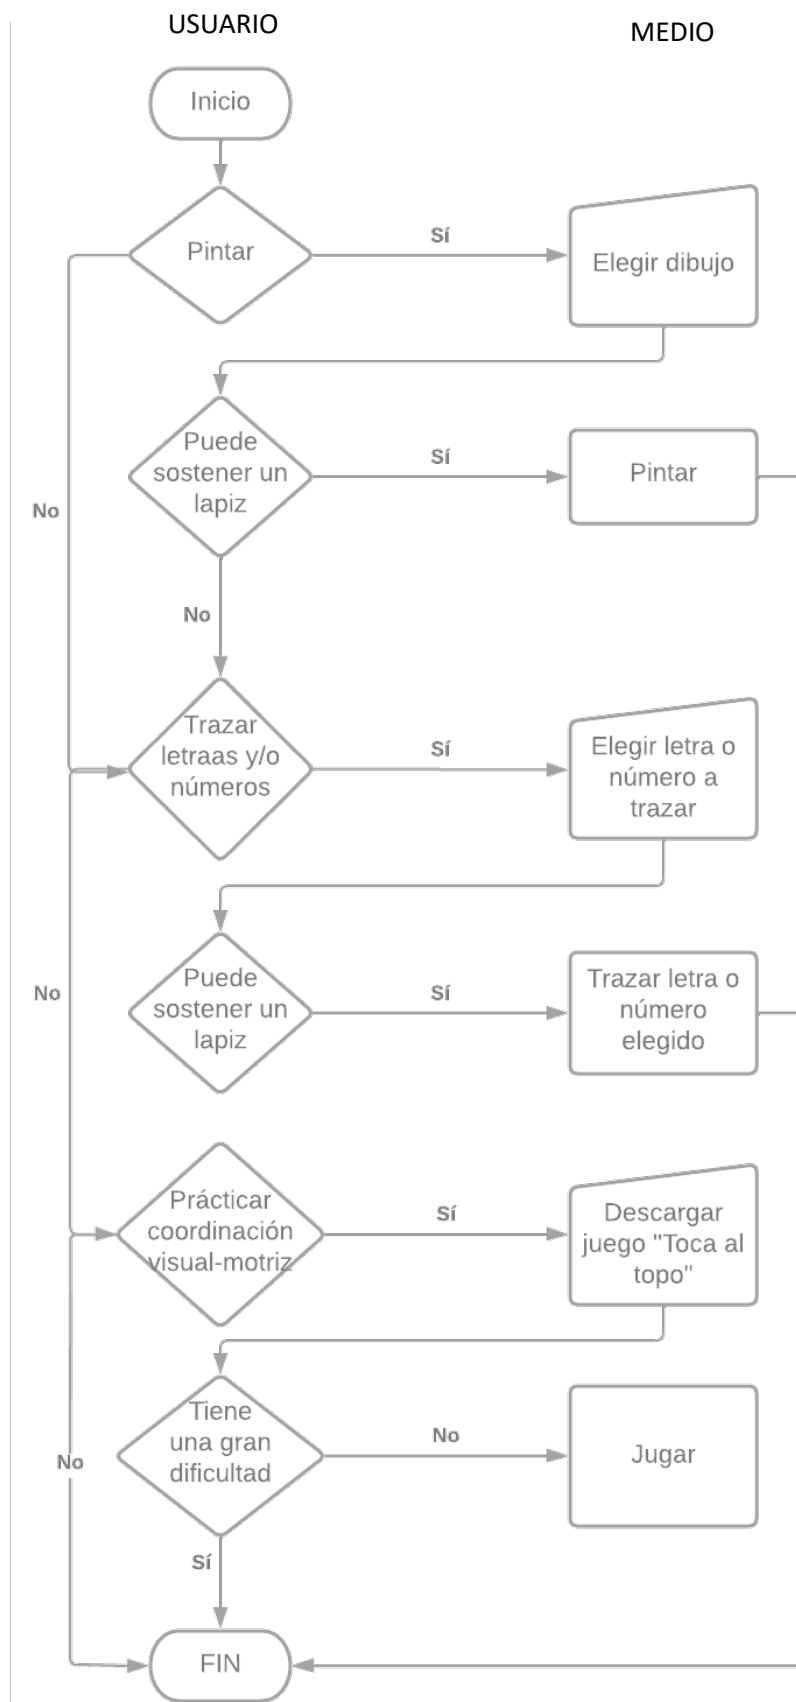 USUARIO
MEDIO
Inicio
Pintar
Sí
Elegir dibujo
Puede
sostener un
lapiz
Sí
Pintar
No
No
Trazar
letraas y/o
números
Sí
Elegir letra o
número a
trazar
No
Puede
sostener un
lapiz
Sí
Trazar letra o
número
elegido
Prácticar
coordinación
visual-motriz
Sí
Descargar
juego "Toca al
topo"
Tiene
una gran
dificultad
No
Jugar
No
Sí
FIN